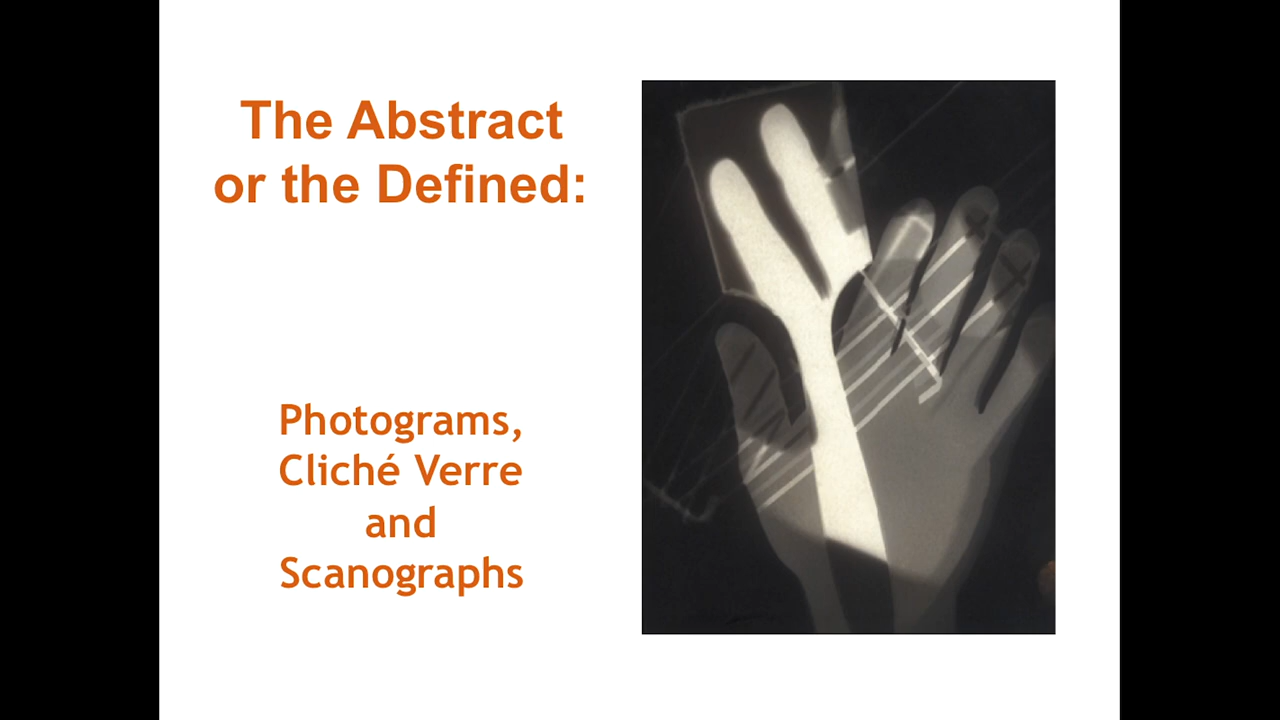 The Abstract
or the Defined:
Photograms,
Cliché Verre
and
Scanographs